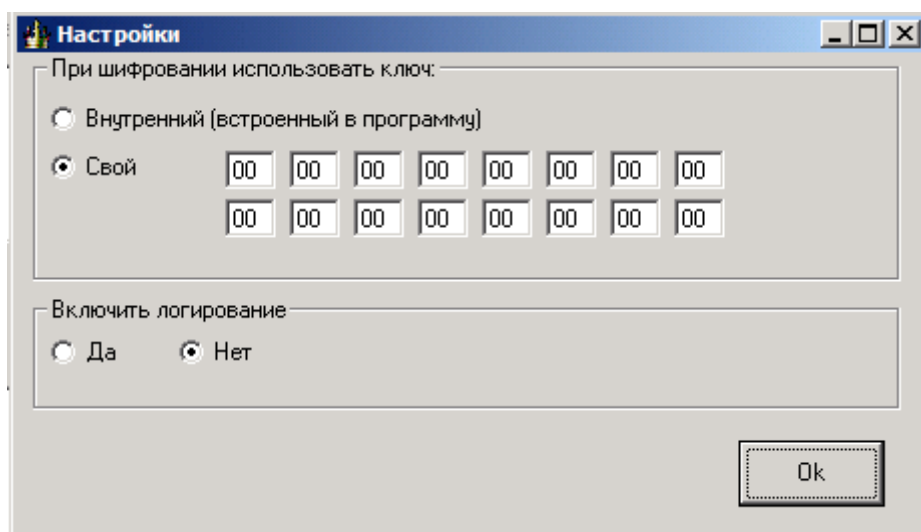 Настройки
При шифровании использовать ключ:
Внутренний (встроенный в программу)
Свой 00 00 00 00 00 00 00 00
00 00 00 00 00 00 00 00
Включить логирование
Да Нет
Ok